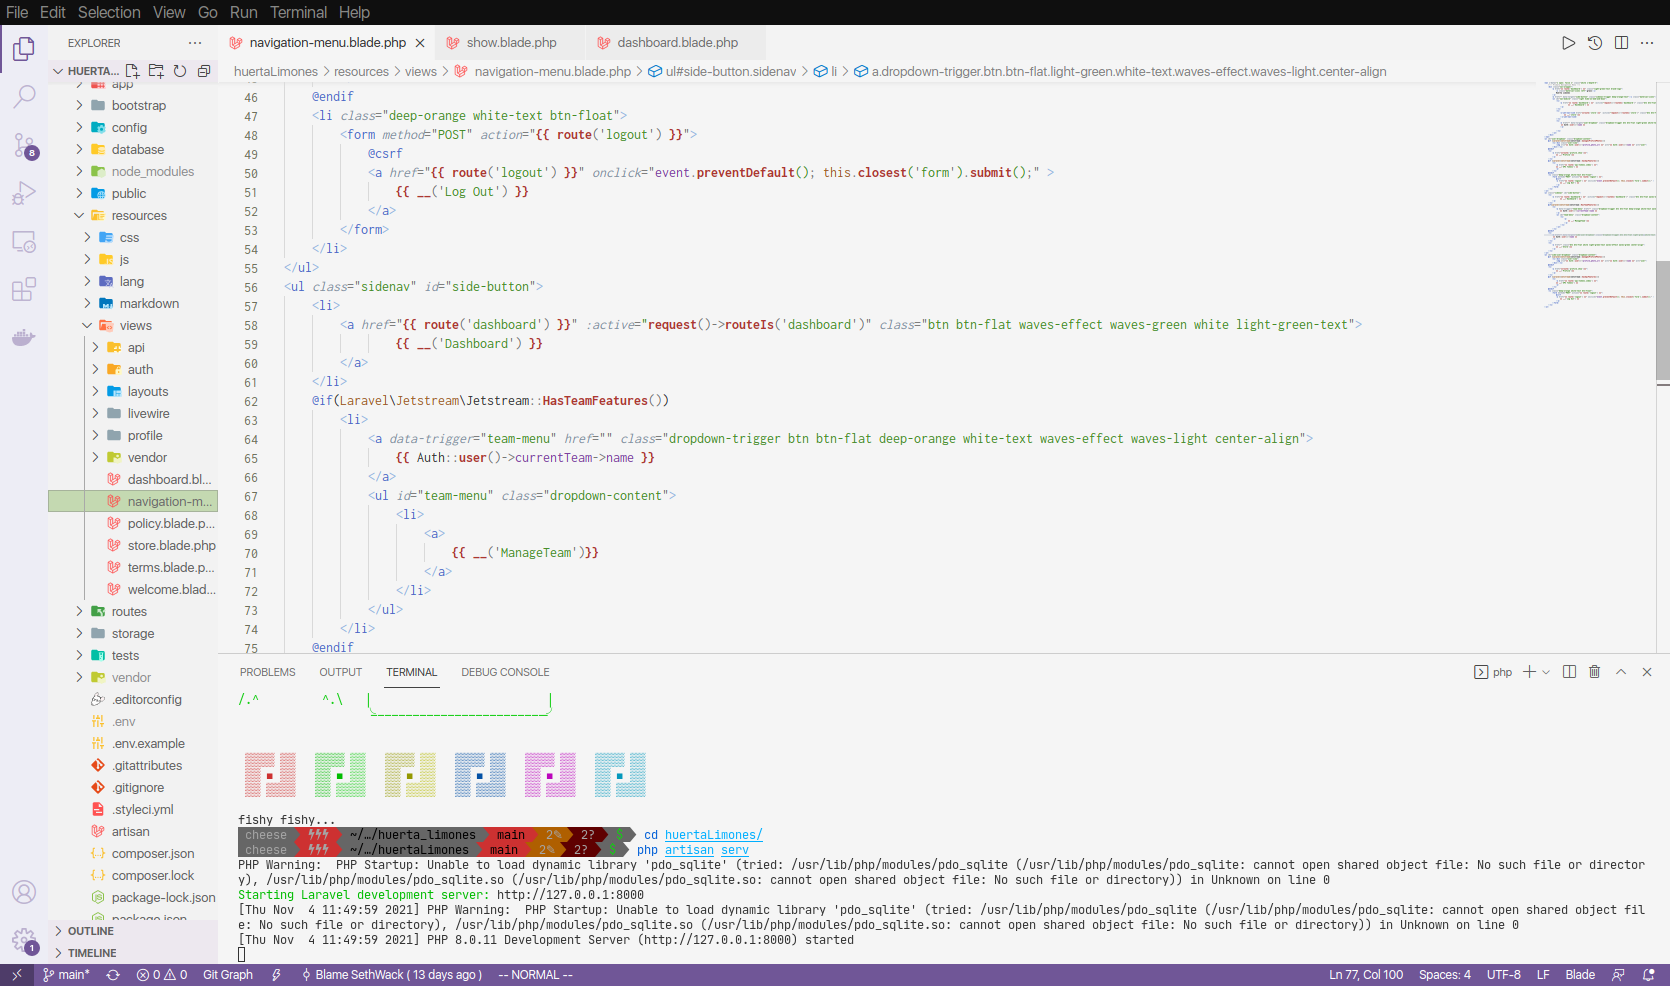 File Edit Selection View Go Run Terminal Help
EXPLORER
navigation-menu.blade.php
show.blade.php
dashboard.blade.php
HUERTA...
huertaLimones > resources > views > navigation-menu.blade.php > ul#side-button.sidenav > li > a.dropdown-trigger.btn.btn-flat.light-green.white-text.waves-effect.waves-light.center-align
app
bootstrap
config
database
node_modules
public
resources
css
js
lang
markdown
views
api
auth
layouts
livewire
profile
vendor
dashboard.bl...
navigation-m...
policy.blade.p...
store.blade.php
terms.blade.p...
welcome.blad...
routes
storage
tests
vendor
.editorconfig
.env
.env.example
.gitattributes
.gitignore
.styleci.yml
artisan
composer.json
composer.lock
package-lock.json
package.json
OUTLINE
TIMELINE
8
1
46 @endif
47 <li class="deep-orange white-text btn-float">
48 <form method="POST" action="{{ route('logout') }}">
49 @csrf
50 <a href="{{ route('logout') }}" onclick="event.preventDefault(); this.closest('form').submit();" >
51 {{ __('Log Out') }}
52 </a>
53 </form>
54 </li>
55 </ul>
56 <ul class="sidenav" id="side-button">
57 <li>
58 <a href="{{ route('dashboard') }}" :active="request()->routeIs('dashboard')" class="btn btn-flat waves-effect waves-green white light-green-text">
59 {{ __('Dashboard') }}
60 </a>
61 </li>
62 @if(Laravel\Jetstream\Jetstream::HasTeamFeatures())
63 <li>
64 <a data-trigger="team-menu" href="" class="dropdown-trigger btn btn-flat deep-orange white-text waves-effect waves-light center-align">
65 {{ Auth::user()->currentTeam->name }}
66 </a>
67 <ul id="team-menu" class="dropdown-content">
68 <li>
69 <a>
70 {{ __('ManageTeam')}}
71 </a>
72 </li>
73 </ul>
74 </li>
75 @endif
PROBLEMS OUTPUT TERMINAL DEBUG CONSOLE
php
/.^ ^.\
fishy fishy...
cheese ~/…/huerta_limones main 2✎ 2? $ cd huertaLimones/
cheese ~/…/huertaLimones main 2✎ 2? $ php artisan serv
PHP Warning:  PHP Startup: Unable to load dynamic library 'pdo_sqlite' (tried: /usr/lib/php/modules/pdo_sqlite (/usr/lib/php/modules/pdo_sqlite: cannot open shared object file: No such file or director
y), /usr/lib/php/modules/pdo_sqlite.so (/usr/lib/php/modules/pdo_sqlite.so: cannot open shared object file: No such file or directory)) in Unknown on line 0
Starting Laravel development server: http://127.0.0.1:8000
[Thu Nov  4 11:49:59 2021] PHP Warning:  PHP Startup: Unable to load dynamic library 'pdo_sqlite' (tried: /usr/lib/php/modules/pdo_sqlite (/usr/lib/php/modules/pdo_sqlite: cannot open shared object fil
e: No such file or directory), /usr/lib/php/modules/pdo_sqlite.so (/usr/lib/php/modules/pdo_sqlite.so: cannot open shared object file: No such file or directory)) in Unknown on line 0
[Thu Nov  4 11:49:59 2021] PHP 8.0.11 Development Server (http://127.0.0.1:8000) started
main* 0 0 Git Graph Blame SethWack ( 13 days ago ) -- NORMAL -- Ln 77, Col 100 Spaces: 4 UTF-8 LF Blade